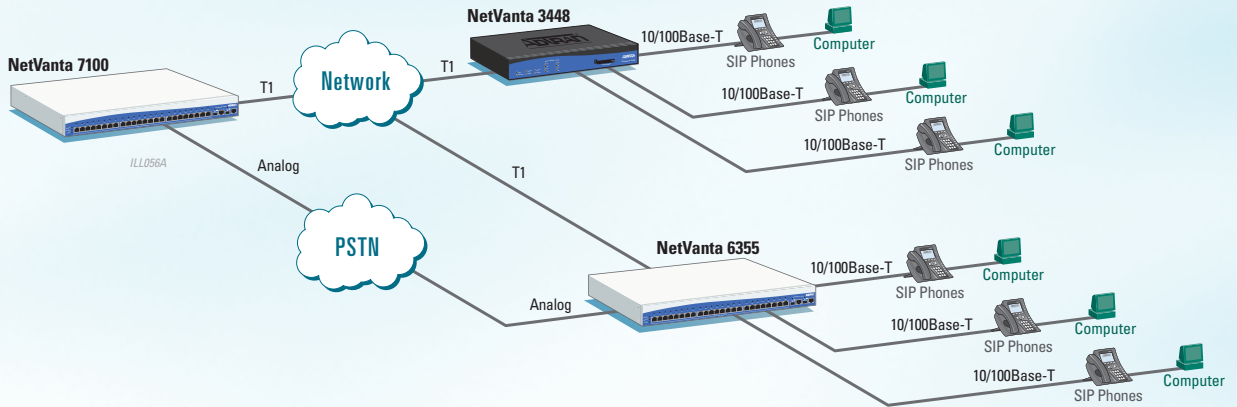 NetVanta 3448
10/100Base-T
SIP Phones
Computer
NetVanta 7100
Network
T1
T1
10/100Base-T
SIP Phones
Computer
10/100Base-T
SIP Phones
Computer
ILL056A
Analog
T1
PSTN
NetVanta 6355
10/100Base-T
SIP Phones
Computer
Analog
10/100Base-T
SIP Phones
Computer
10/100Base-T
SIP Phones
Computer